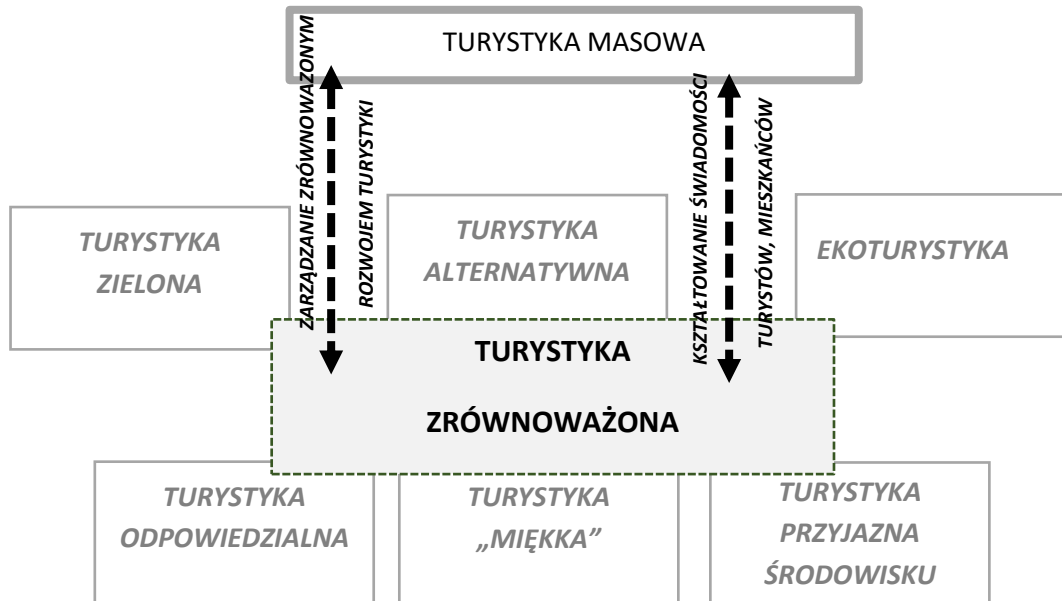 TURYSTYKA MASOWA
ZARZĄDZANIE ZRÓWNOWAŻONYM
ROZWOJEM TURYSTYKI
KSZTAŁTOWANIE ŚWIADOMOŚCI
TURYSTÓW, MIESZKAŃCÓW
TURYSTYKA
ZIELONA
TURYSTYKA
ALTERNATYWNA
EKOTURYSTYKA
TURYSTYKA
ZRÓWNOWAŻONA
TURYSTYKA
ODPOWIEDZIALNA
TURYSTYKA
„MIĘKKA”
TURYSTYKA
PRZYJAZNA
ŚRODOWISKU